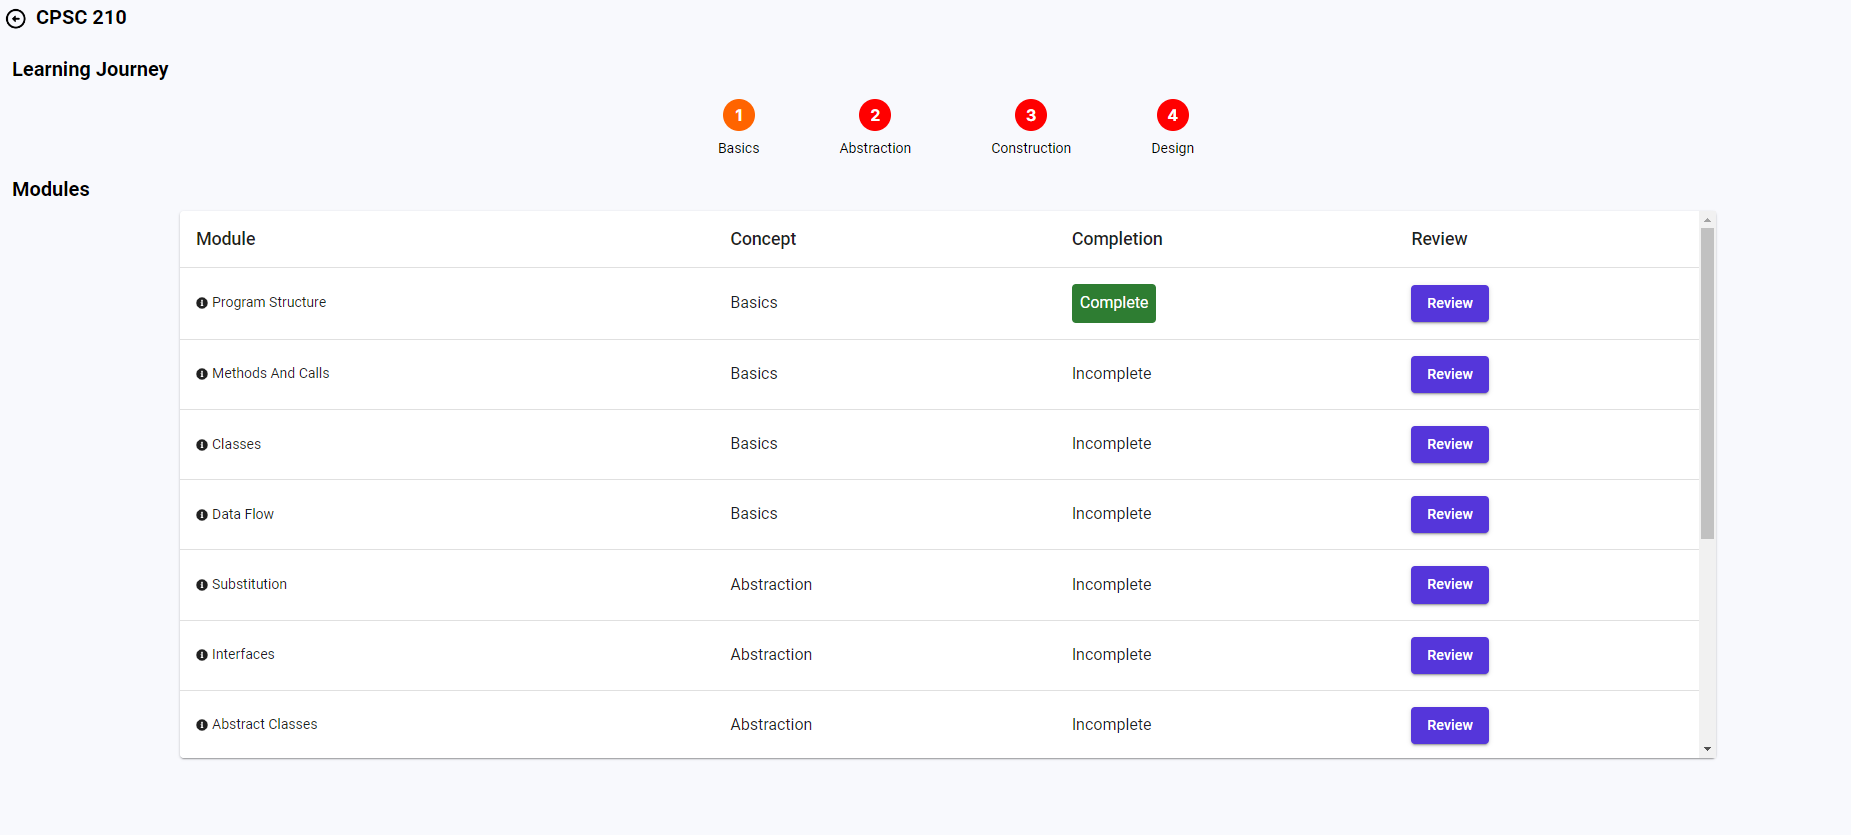 CPSC 210
Learning Journey
1 2 3 4
Basics Abstraction Construction Design
Modules
Module Concept Completion Review
Program Structure Basics Complete Review
Methods And Calls Basics Incomplete Review
Classes Basics Incomplete Review
Data Flow Basics Incomplete Review
Substitution Abstraction Incomplete Review
Interfaces Abstraction Incomplete Review
Abstract Classes Abstraction Incomplete Review